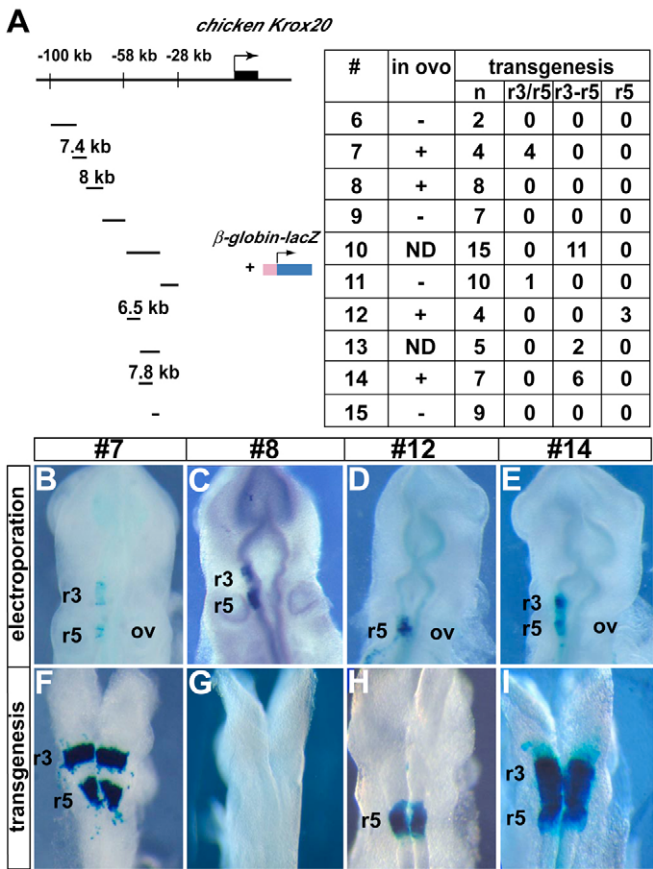 A
chicken Krox20
-100 kb -58 kb -28 kb
7.4 kb
8 kb
β-globin-lacZ
+
6.5 kb
7.8 kb
# in ovo transgenesis
n r3/r5 r3-r5 r5
6 - 2 0 0 0
7 + 4 4 0 0
8 + 8 0 0 0
9 - 7 0 0 0
10 ND 15 0 11 0
11 - 10 1 0 0
12 + 4 0 0 3
13 ND 5 0 2 0
14 + 7 0 6 0
15 - 9 0 0 0
#7 #8 #12 #14
electroporation
B C D E
r3 r3 r3
r5 ov r5 r5 ov r5 ov
transgenesis
F G H I
r3 r3
r5 r5 r5